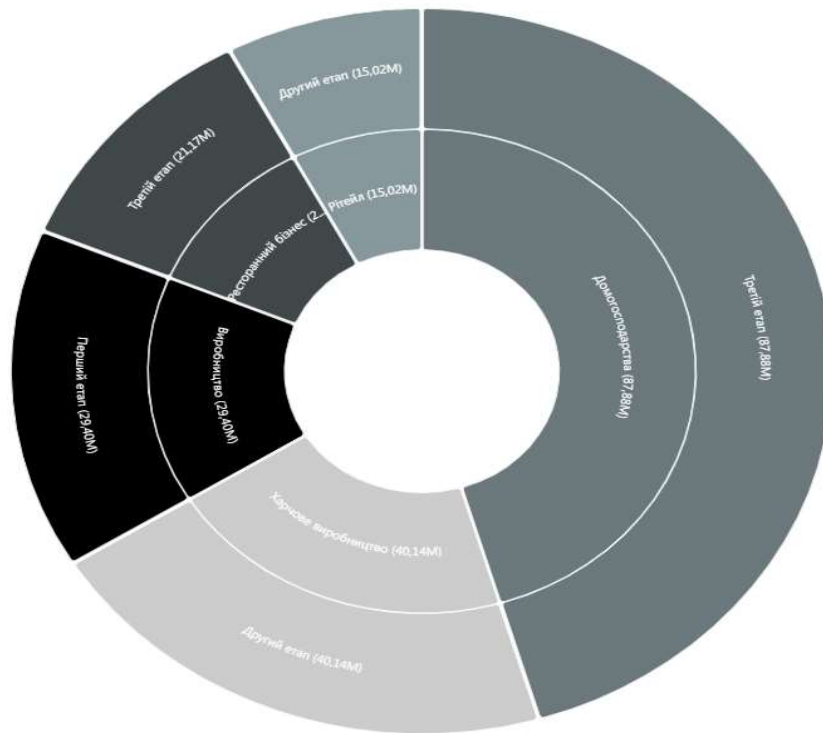 Другий етап (15,02M)
Рітейл (15,02M)
Третій етап (21,17M)
Ресторанний бізнес (2...
Домогосподарства (87,88M)
Третій етап (87,88M)
Перший етап (29,40M)
Виробництво (29,40M)
Харчове виробництво (40,14M)
Другий етап (40,14M)